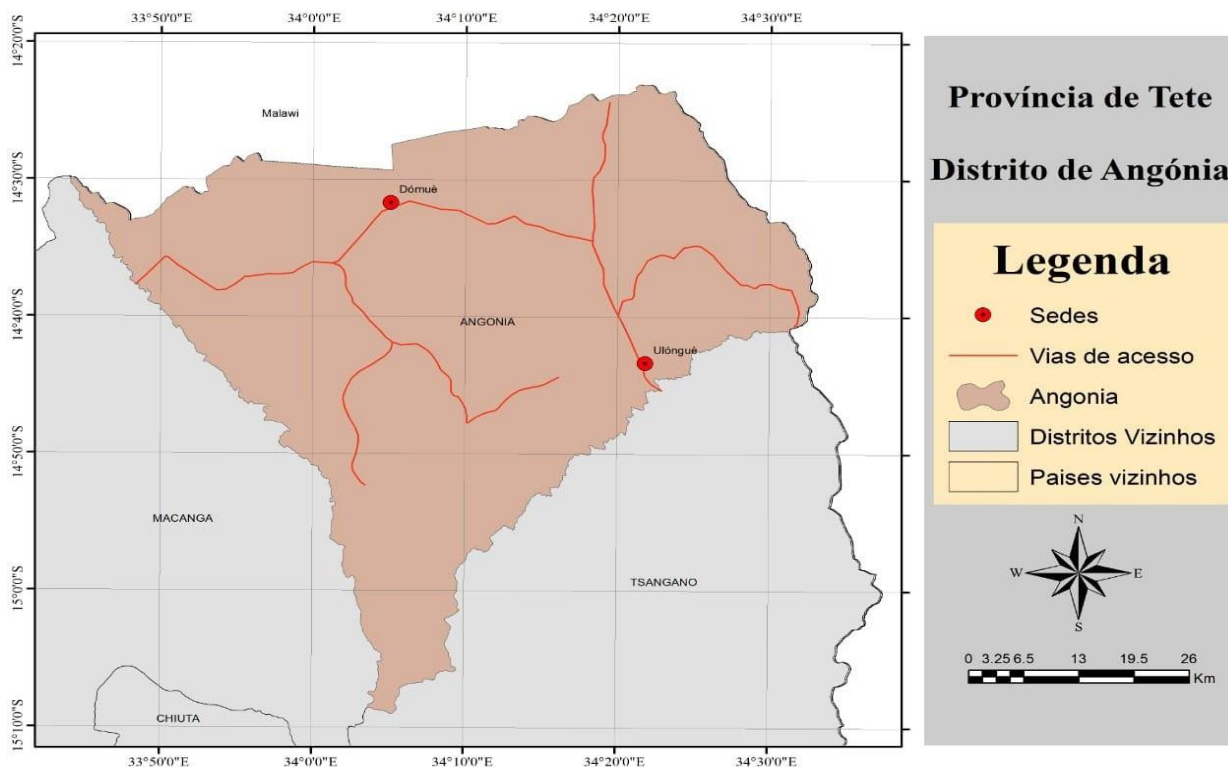 33°50'0"E 34°0'0"E 34°10'0"E 34°20'0"E 34°30'0"E
14°20'0"S
14°30'0"S
14°40'0"S
14°50'0"S
15°0'0"S
15°10'0"S
Malawi
Dómuè
ANGONIA
Ulónguè
MACANGA
TSANGANO
CHIUTA
33°50'0"E 34°0'0"E 34°10'0"E 34°20'0"E 34°30'0"E
Província de Tete
Distrito de Angónia
Legenda
Sedes
Vias de acesso
Angonia
Distritos Vizinhos
Paises vizinhos
N
W E
S
0 3.25 6.5 13 19.5 26
Km